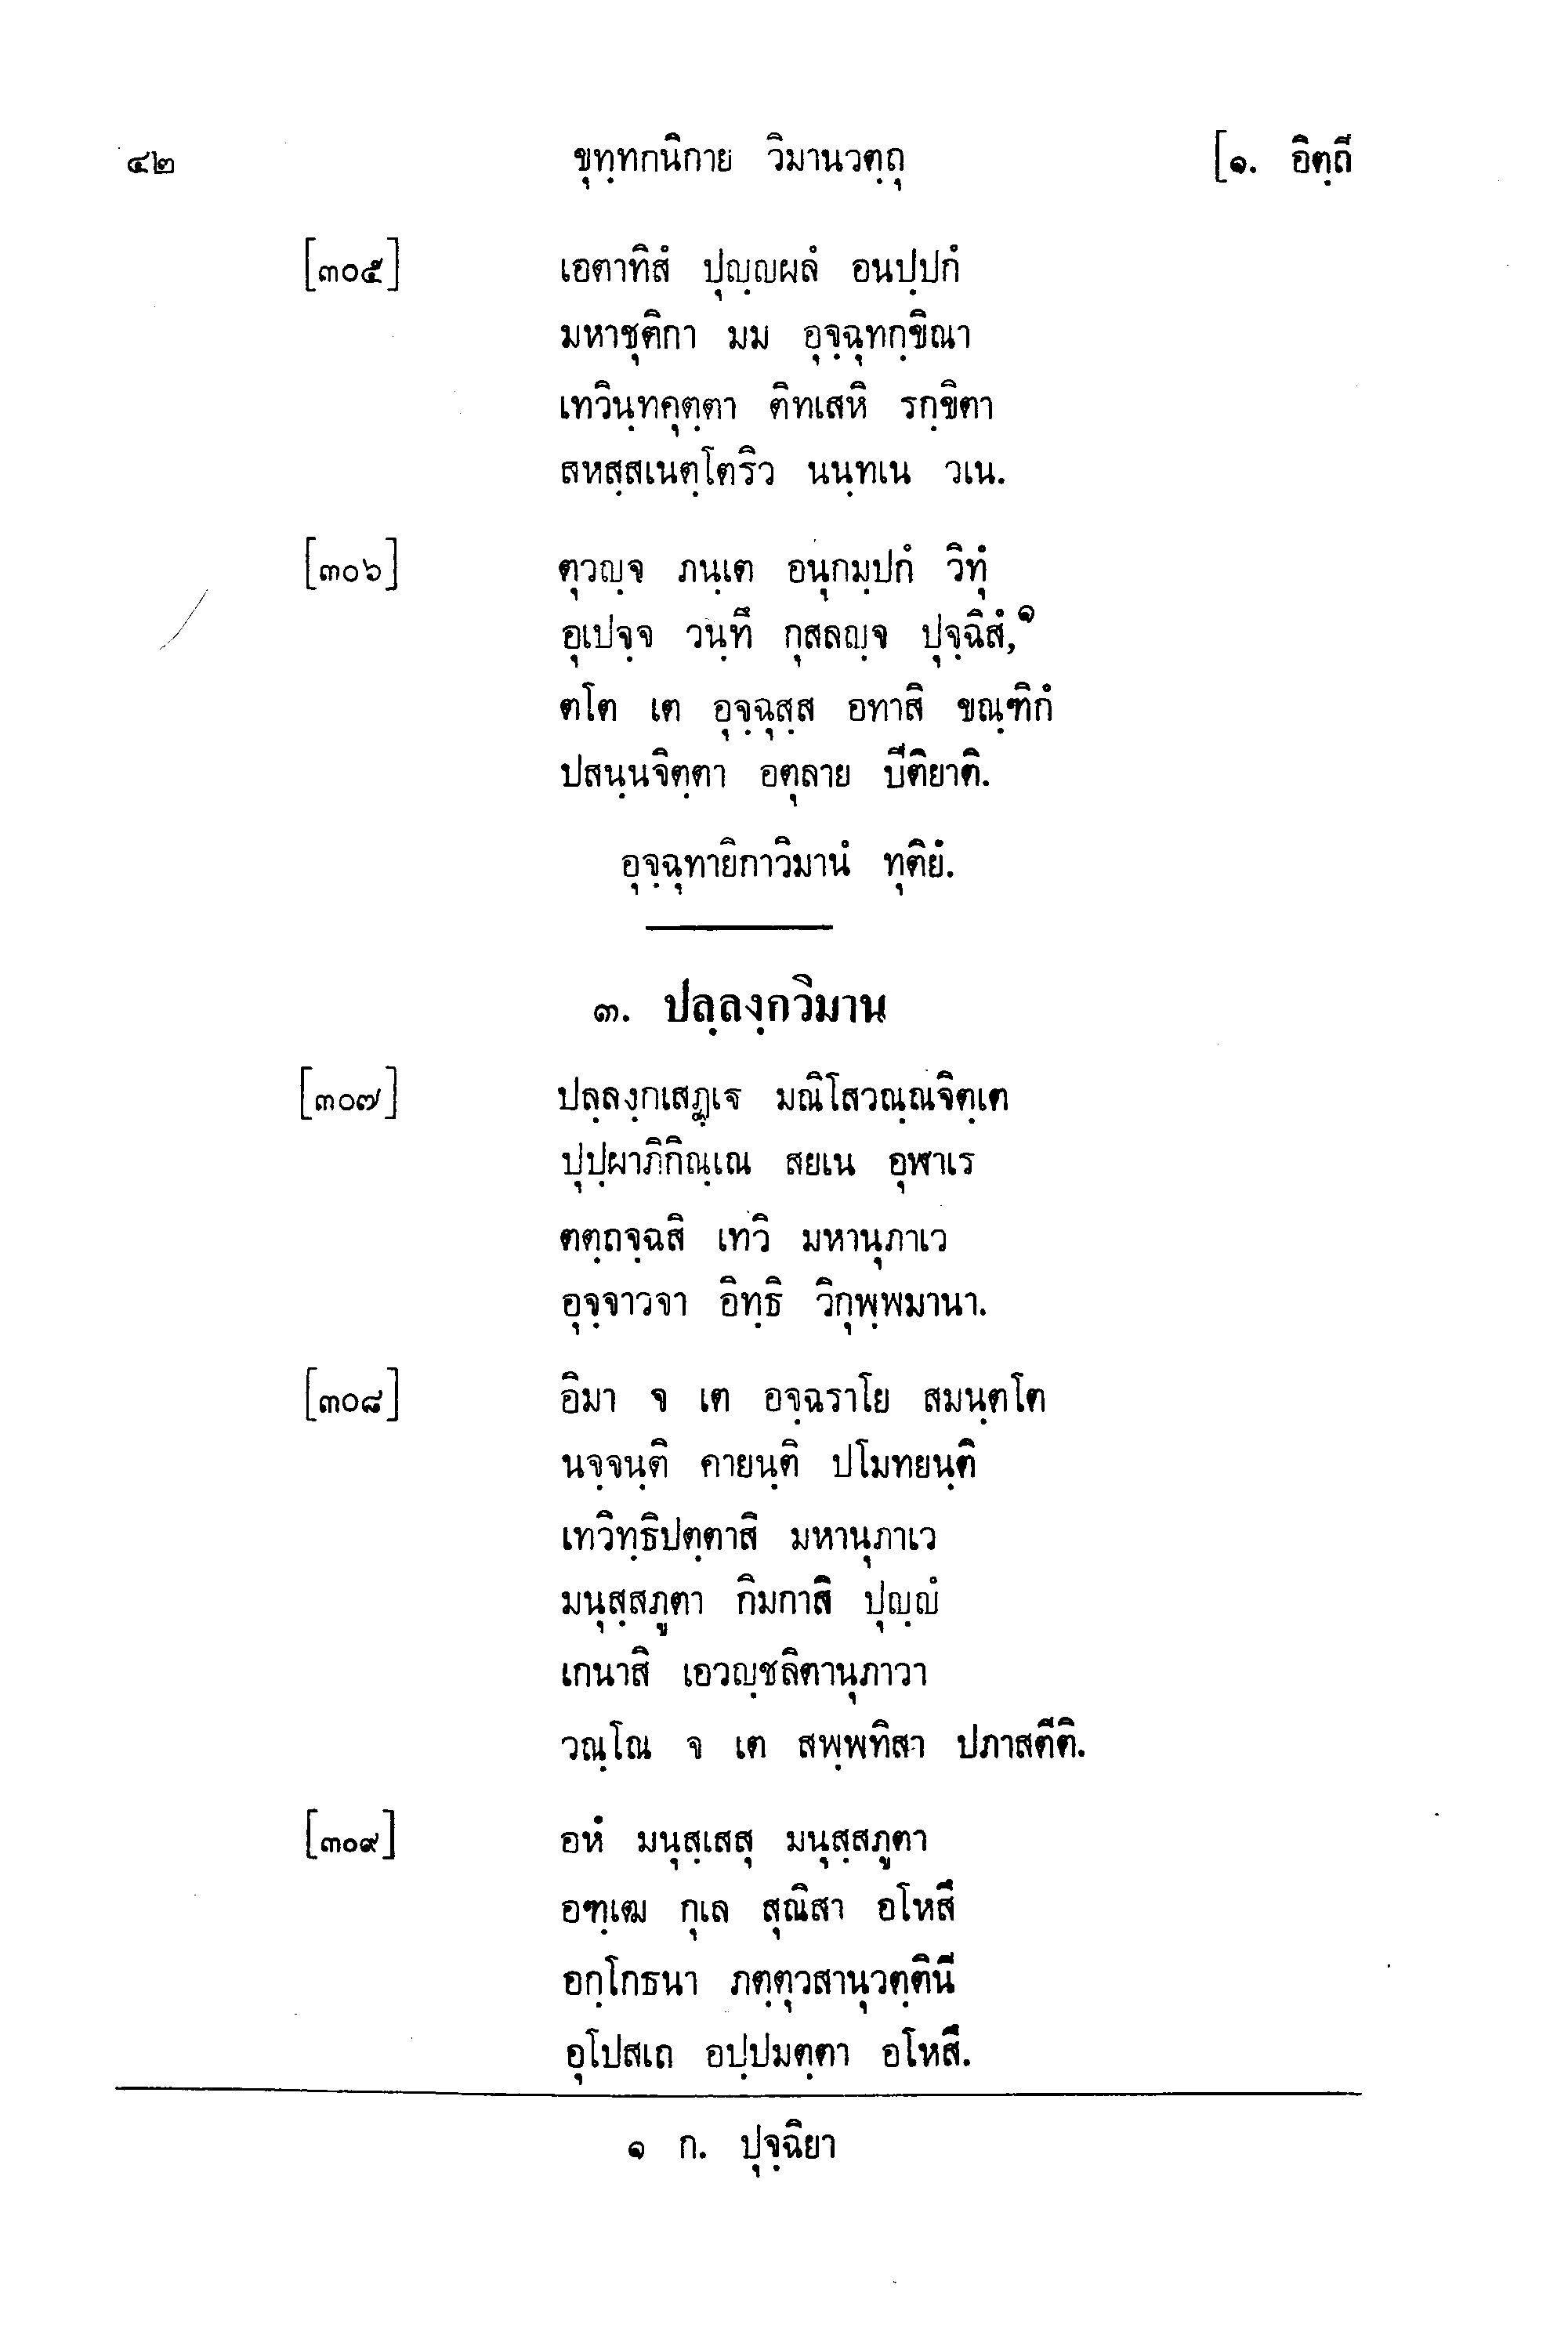 ๔๒ ขุทฺทกนิกาย วิมานวตฺถุ [๑. อิตฺถี
[๓๐๕] เอตาทิสํ ปุญฺญผลํ อนปฺปกํ
มหาชุติกา มม อุจฺฉุทกฺขิณา
เทวินฺทคุตฺตา ติทเสหิ รกฺขิตา
สหสฺสเนตฺโตริว นนฺทเน วเน.
[๓๐๖] ตุวญฺจ ภนฺเต อนุกมฺปกํ วิทุํ
อุเปจฺจ วนฺทึ กุสลญฺจ ปุจฺฉิสํ,๑
ตโต เต อุจฺฉุสฺส อทาสิ ขณฺฑิกํ
ปสนฺนจิตฺตา อตุลาย ปีติยาติ.
อุจฺฉุทายิกาวิมานํ ทุติยํ.
๓. ปลฺลงฺกวิมาน
[๓๐๗] ปลฺลงฺกเสฏฺเฐ มณิโสวณฺณจิตฺเต
ปุปฺผาภิกิณฺเณ สยเน อุฬาเร
ตตฺถจฺฉสิ เทวิ มหานุภาเว
อุจฺจาวจา อิทฺธิ วิกุพฺพมานา.
[๓๐๘] อิมา จ เต อจฺฉราโย สมนฺตโต
นจฺจนฺติ คายนฺติ ปโมทยนฺติ
เทวิทฺธิปตฺตาสิ มหานุภาเว
มนุสฺสภูตา กิมกาสิ ปุญฺญํ
เกนาสิ เอวญฺชลิตานุภาวา
วณฺโณ จ เต สพฺพทิสา ปภาสตีติ.
[๓๐๙] อหํ มนุสฺเสสุ มนุสฺสภูตา
อฑฺเฒ กุเล สุณิสา อโหสึ
อกฺโกธนา ภตฺตุวสานุวตฺตินี
อุโปสเถ อปฺปมตฺตา อโหสึ.
๑ ก. ปุจฺฉิยา